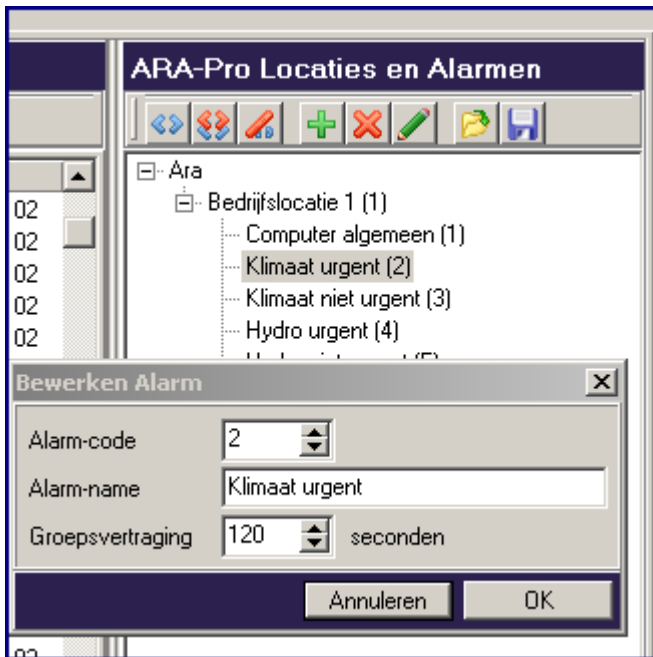 ARA-Pro Locaties en Alarmen
Ara
Bedrijfslocatie 1 (1)
02
Computer algemeen (1)
02
Klimaat urgent (2)
02
Klimaat niet urgent (3)
02
Hydro urgent (4)
02
Bewerken Alarm
Alarm-code 2
Alarm-name Klimaat urgent
Groepsvertraging 120 seconden
Annuleren OK